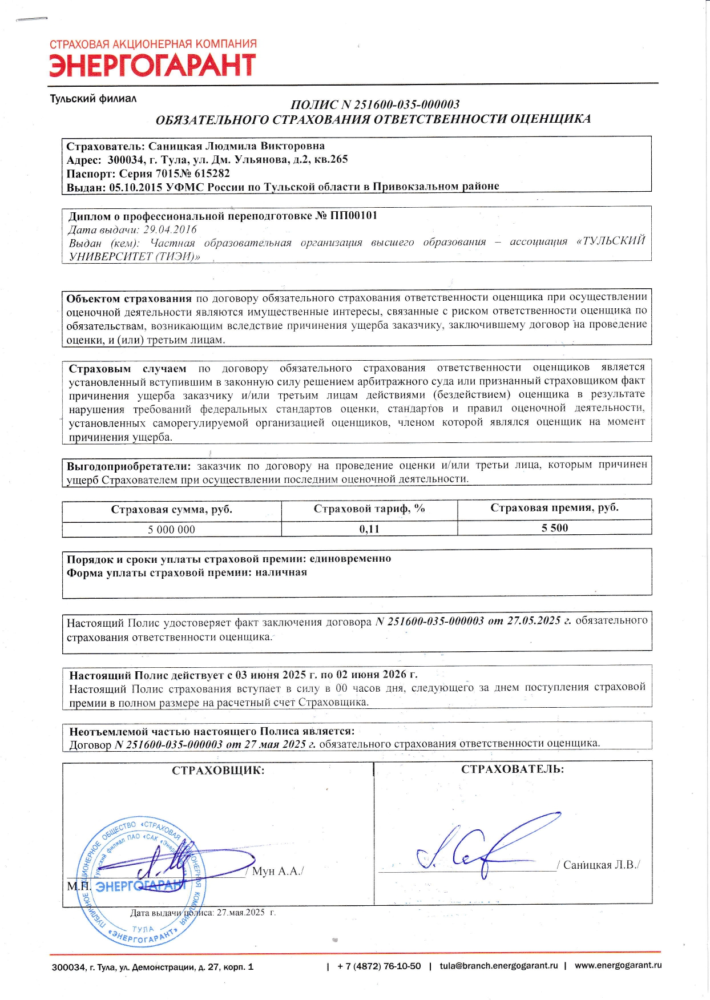 СТРАХОВАЯ АКЦИОНЕРНАЯ КОМПАНИЯ
ЭНЕРГОГАРАНТ
Тульский филиал
ПОЛИС N 251600-035-000003
ОБЯЗАТЕЛЬНОГО СТРАХОВАНИЯ ОТВЕТСТВЕННОСТИ ОЦЕНЩИКА
Страхователь: Саницкая Людмила Викторовна
Адрес: 300034, г. Тула, ул. Дм. Ульянова, д.2, кв.265
Паспорт: Серия 7015№ 615282
Выдан: 05.10.2015 УФМС России по Тульской области в Привокзальном районе
Диплом о профессиональной переподготовке № ПП00101
Дата выдачи: 29.04.2016
Выдан (кем): Частная образовательная организация высшего образования – ассоциация «ТУЛЬСКИЙ
УНИВЕРСИТЕТ (ТИЭИ)»
Объектом страхования по договору обязательного страхования ответственности оценщика при осуществлении
оценочной деятельности являются имущественные интересы, связанные с риском ответственности оценщика по
обязательствам, возникающим вследствие причинения ущерба заказчику, заключившему договор на проведение
оценки, и (или) третьим лицам.
Страховым случаем по договору обязательного страхования ответственности оценщиков является
установленный вступившим в законную силу решением арбитражного суда или признанный страховщиком факт
причинения ущерба заказчику и/или третьим лицам действиями (бездействием) оценщика в результате
нарушения требований федеральных стандартов оценки, стандартов и правил оценочной деятельности,
установленных саморегулируемой организацией оценщиков, членом которой являлся оценщик на момент
причинения ущерба.
Выгодоприобретатели: заказчик по договору на проведение оценки и/или третьи лица, которым причинен
ущерб Страхователем при осуществлении последним оценочной деятельности.
Страховая сумма, руб. Страховой тариф, % Страховая премия, руб.
5 000 000 0,11 5 500
Порядок и сроки уплаты страховой премии: единовременно
Форма уплаты страховой премии: наличная
Настоящий Полис удостоверяет факт заключения договора N 251600-035-000003 от 27.05.2025 г. обязательного
страхования ответственности оценщика.
Настоящий Полис действует с 03 июня 2025 г. по 02 июня 2026 г.
Настоящий Полис страхования вступает в силу в 00 часов дня, следующего за днем поступления страховой
премии в полном размере на расчетный счет Страховщика.
Неотъемлемой частью настоящего Полиса является:
Договор N 251600-035-000003 от 27 мая 2025 г. обязательного страхования ответственности оценщика.
СТРАХОВЩИК: СТРАХОВАТЕЛЬ:
/ Мун А.А./ / Саницкая Л.В./
М.П. ЭНЕРГОГАРАНТ
ПУБЛИЧНОЕ АКЦИОНЕРНОЕ ОБЩЕСТВО «СТРАХОВАЯ АКЦИОНЕРНАЯ КОМПАНИЯ «ЭНЕРГОГАРАНТ»
Тульский филиал ПАО «САК «Энергогарант»
ТУЛА
Дата выдачи полиса: 27.мая.2025 г.
300034, г. Тула, ул. Демонстрации, д. 27, корп. 1 | + 7 (4872) 76-10-50 | tula@branch.energogarant.ru | www.energogarant.ru